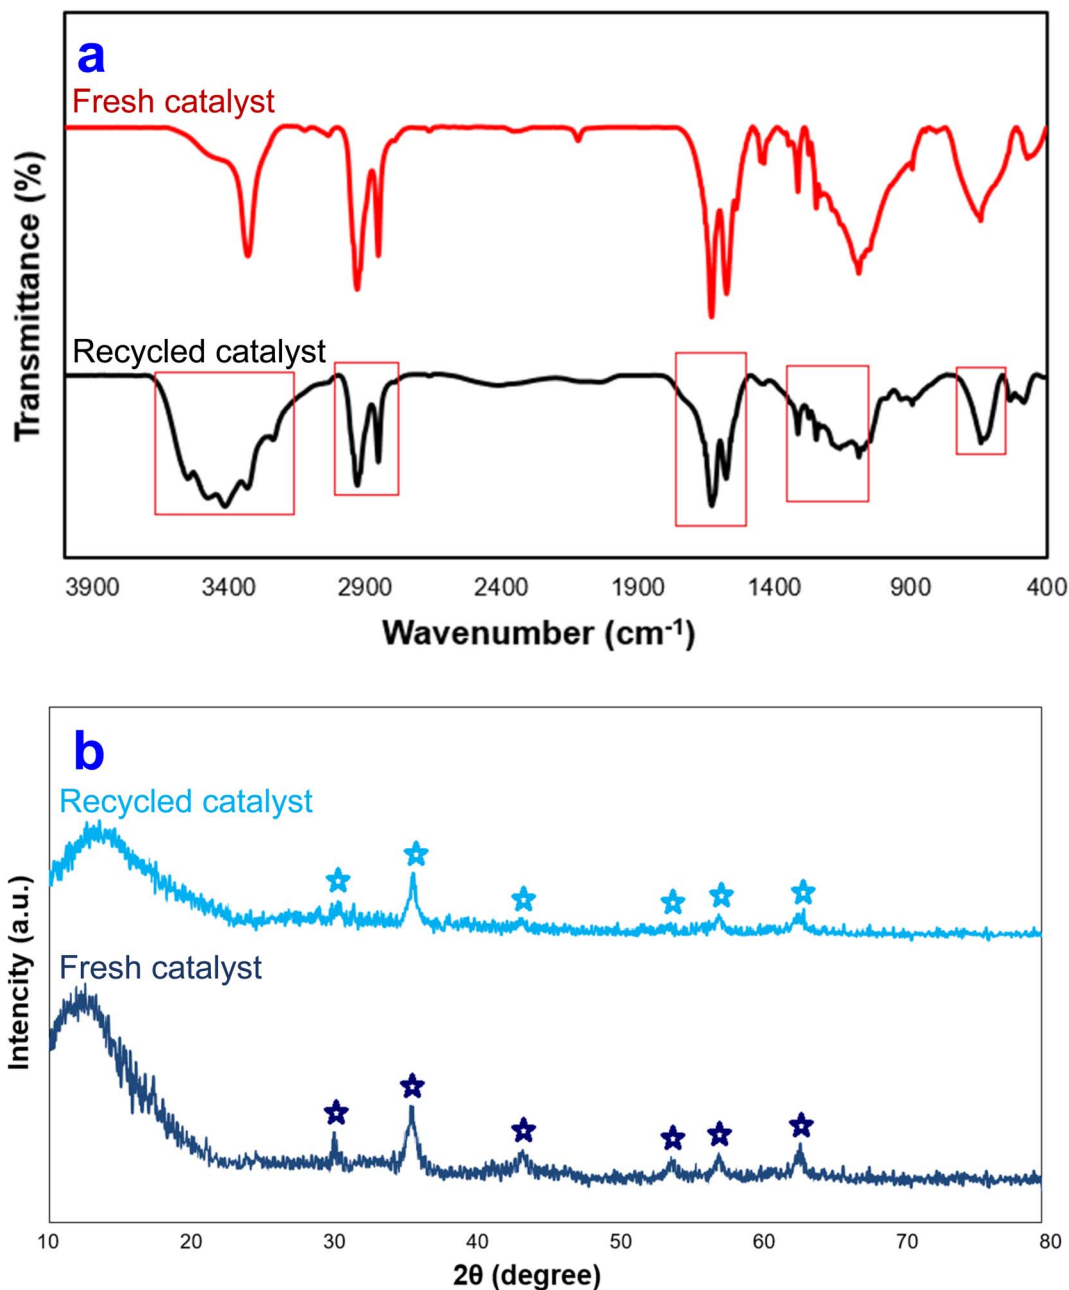 a
Fresh catalyst
Recycled catalyst
Transmittance (%)
3900 3400 2900 2400 1900 1400 900 400
Wavenumber (cm⁻¹)
b
Recycled catalyst
Fresh catalyst
Intencity (a.u.)
10 20 30 40 50 60 70 80
2θ (degree)